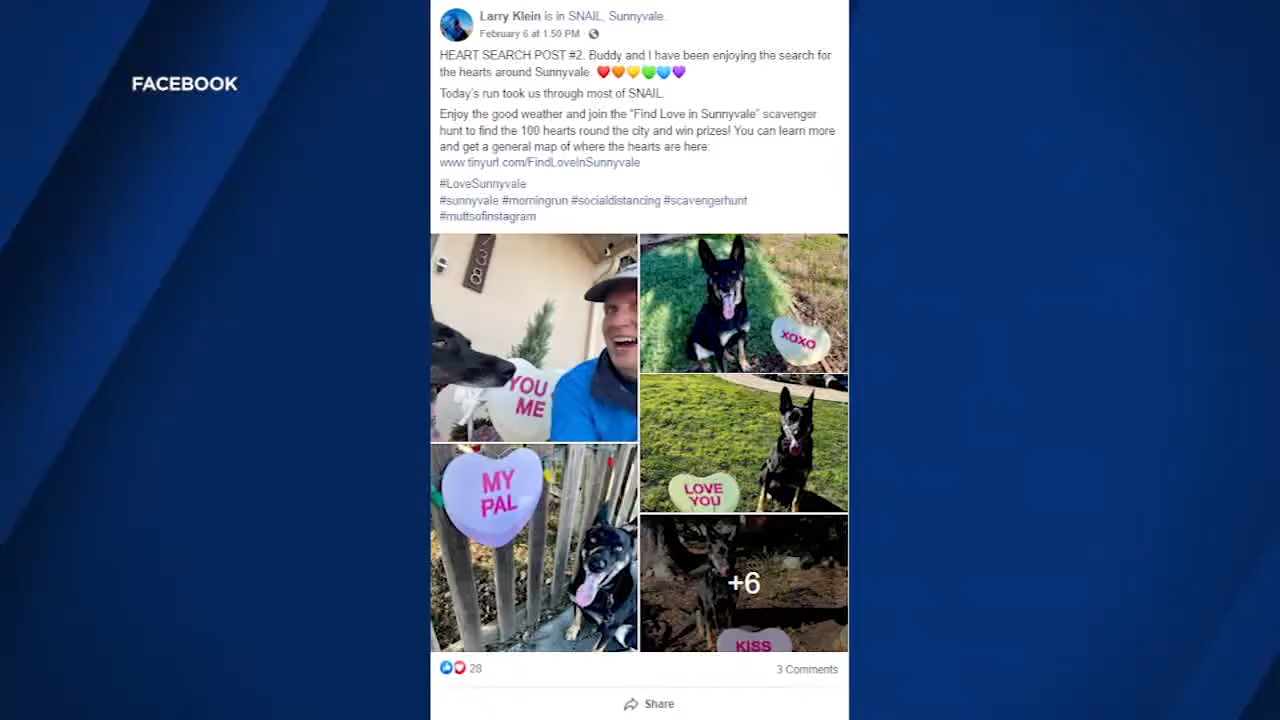 FACEBOOK
Larry Klein is in SNAIL, Sunnyvale.
February 6 at 1:50 PM
HEART SEARCH POST #2. Buddy and I have been enjoying the search for
the hearts around Sunnyvale.
Today's run took us through most of SNAIL.
Enjoy the good weather and join the "Find Love in Sunnyvale" scavenger
hunt to find the 100 hearts round the city and win prizes! You can learn more
and get a general map of where the hearts are here:
www.tinyurl.com/FindLoveInSunnyvale
#LoveSunnyvale
#sunnyvale #morningrun #socialdistancing #scavengerhunt
#muttsofinstagram
YOU
ME
XOXO
MY
PAL
LOVE
YOU
+6
KISS
28
3 Comments
Share